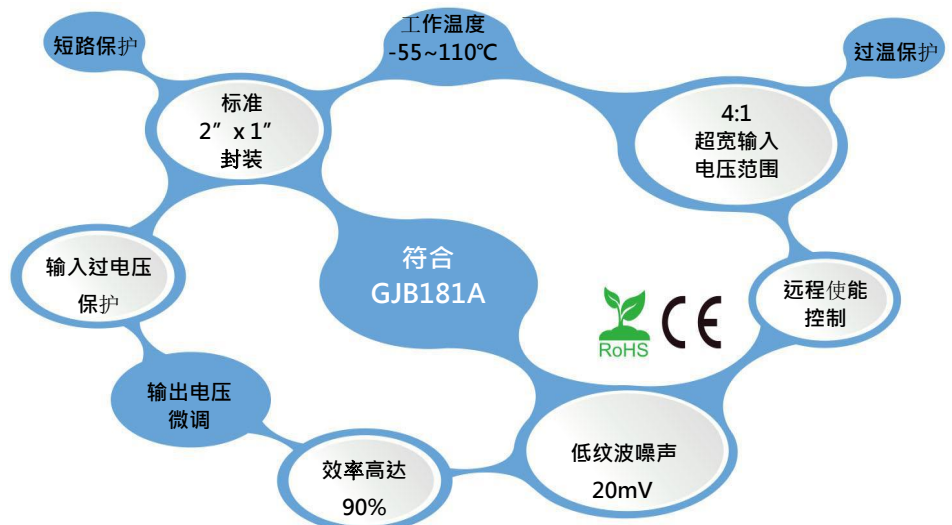 短路保护
工作温度
-55~110℃
过温保护
标准
2” x 1”
封装
4:1
超宽输入
电压范围
符合
GJB181A
输入过电压
保护
远程使能
控制
RoHS
CE
输出电压
微调
效率高达
90%
低纹波噪声
20mV